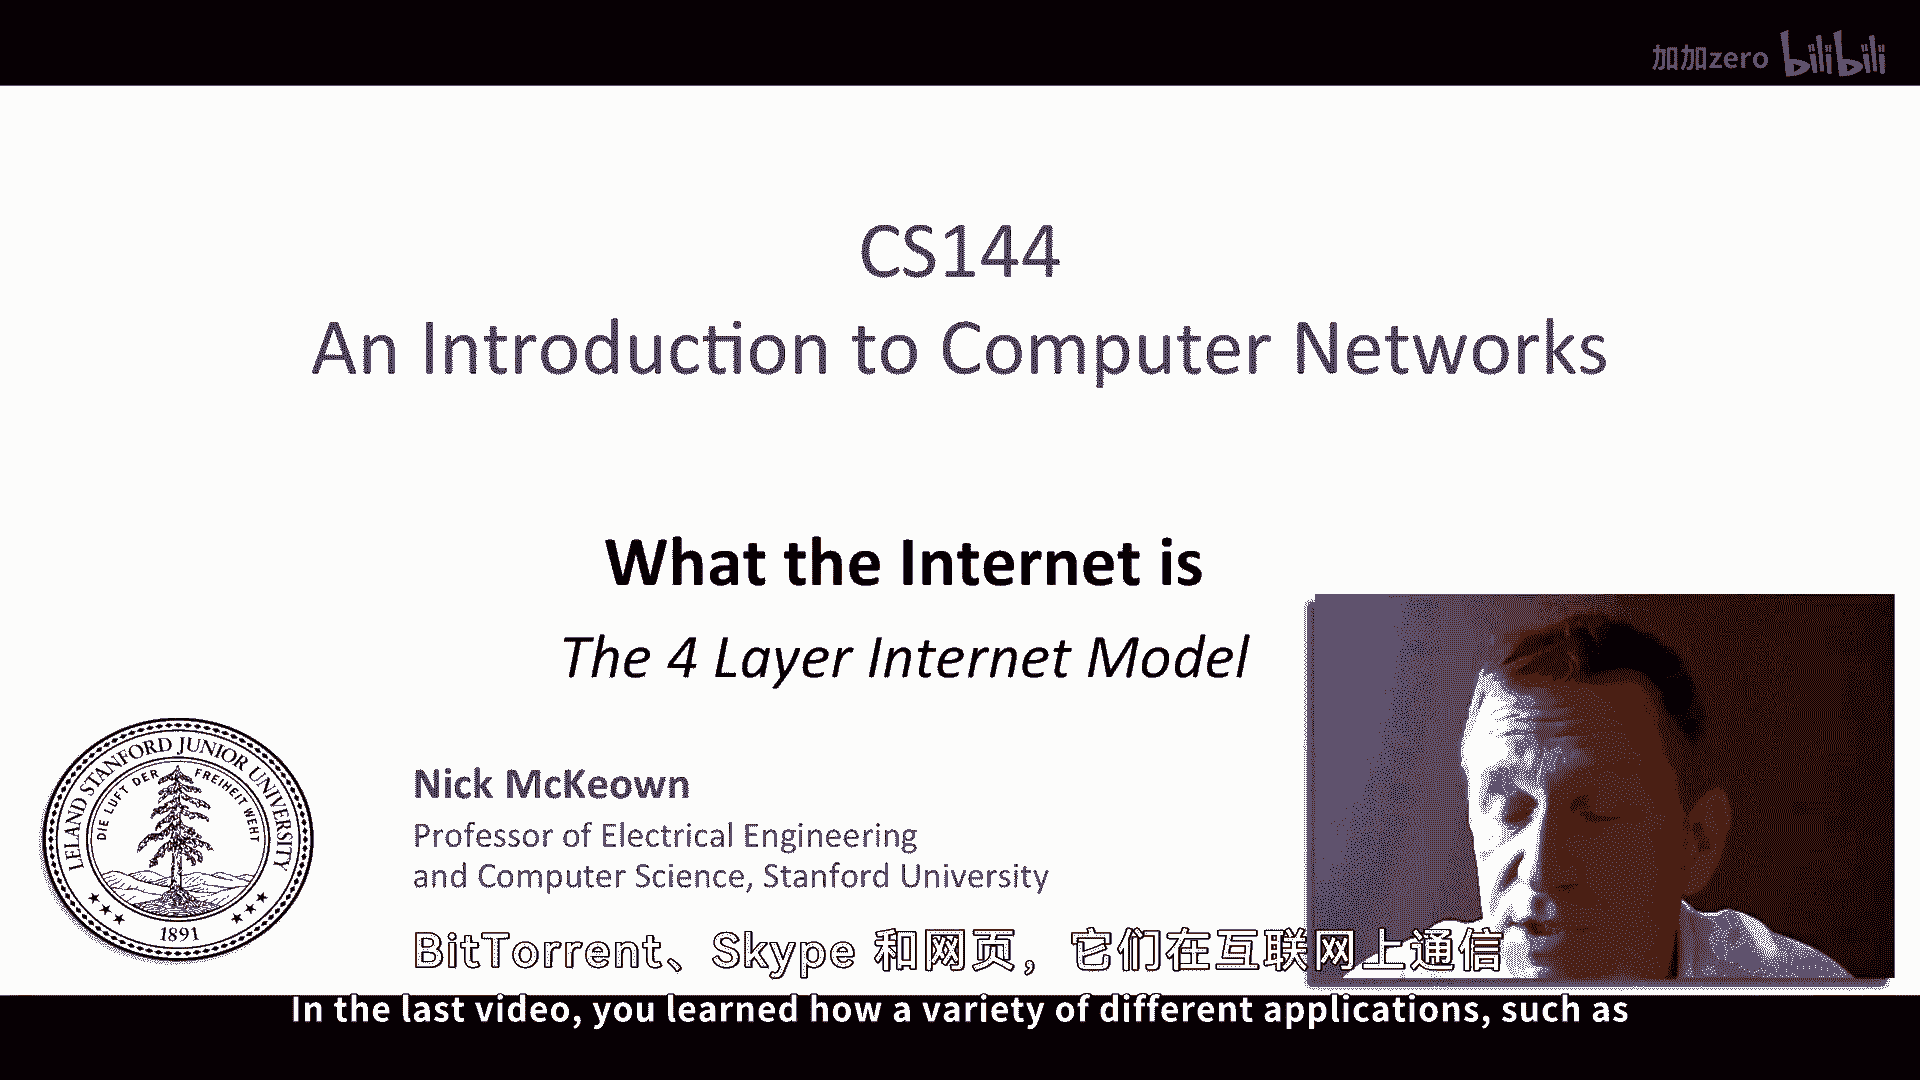 加加zero bilibili
CS144
An Introduction to Computer Networks
What the Internet is
The 4 Layer Internet Model
LELAND STANFORD JUNIOR UNIVERSITY
DIE LUFT DER FREIHEIT WEHT
1891
Nick McKeown
Professor of Electrical Engineering
and Computer Science, Stanford University
BitTorrent、Skype 和网页，它们在互联网上通信
In the last video, you learned how a variety of different applications, such as